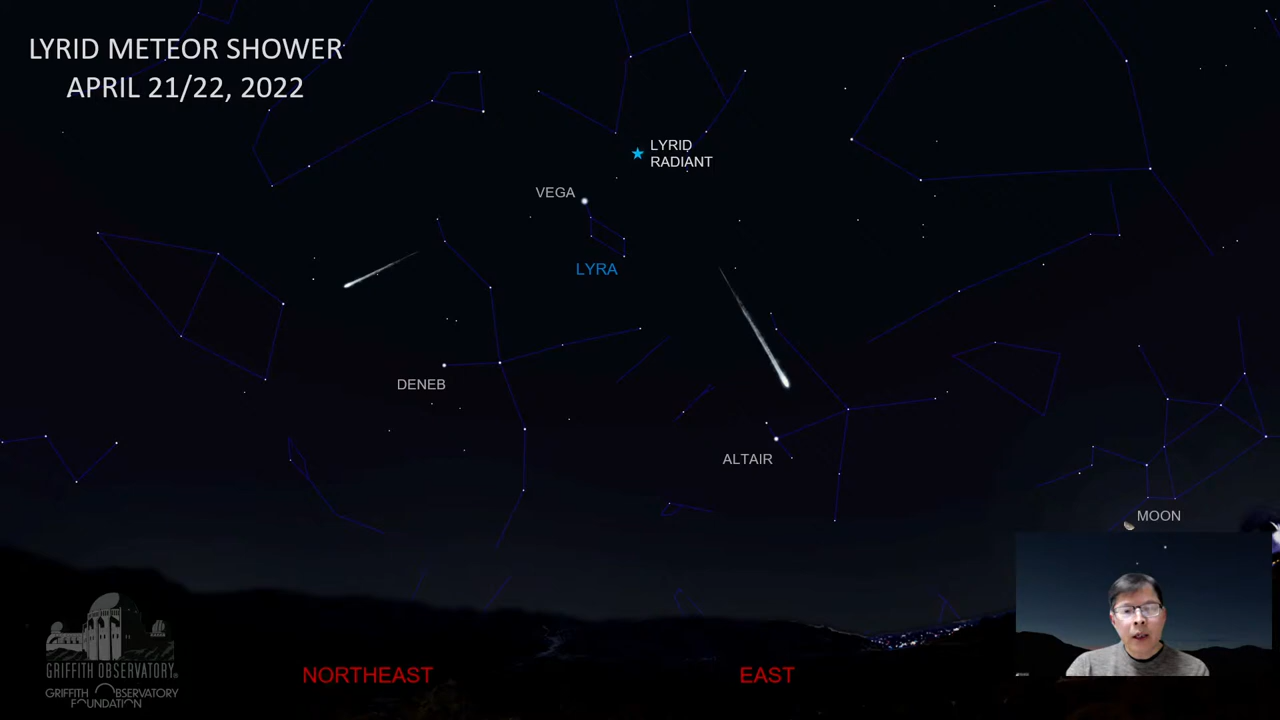 LYRID METEOR SHOWER
APRIL 21/22, 2022
LYRID
RADIANT
VEGA
LYRA
DENEB
ALTAIR
MOON
GRIFFITH OBSERVATORY
GRIFFITH OBSERVATORY
FOUNDATION
NORTHEAST
EAST